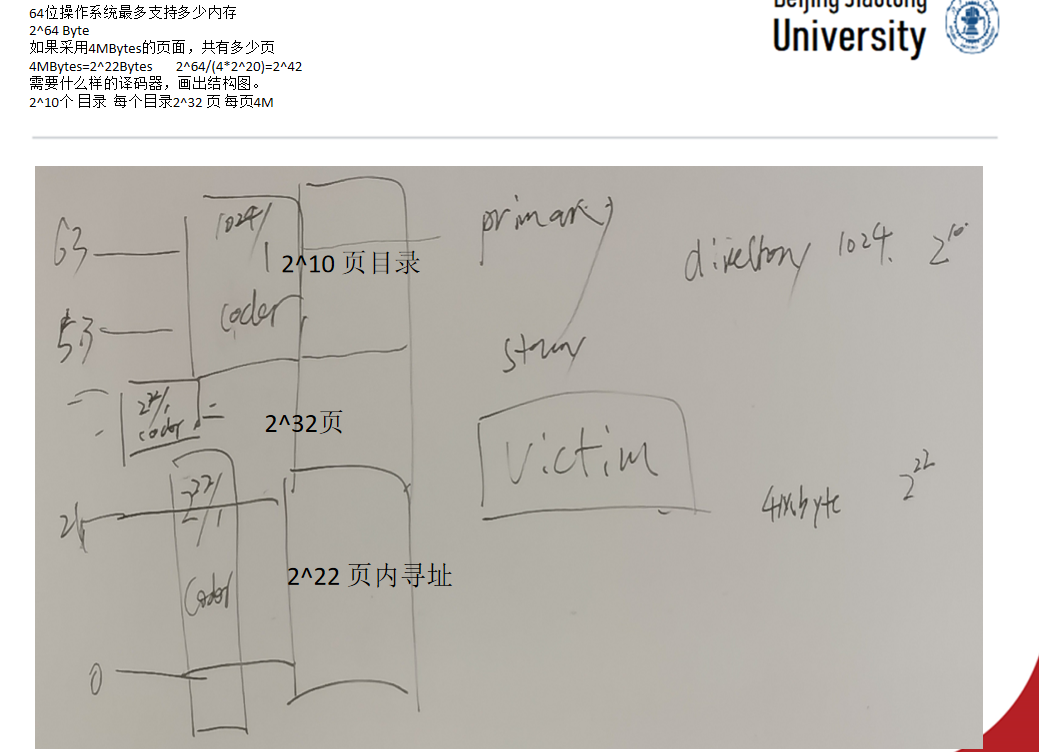 Beijing Jiaotong
University
64位操作系统最多支持多少内存
2^64 Byte
如果采用4MBytes的页面，共有多少页
4MBytes=2^22Bytes 2^64/(4*2^20)=2^42
需要什么样的译码器，画出结构图。
2^10个 目录 每个目录2^32 页 每页4M
63
1024/1
coder
2^10 页目录
primary
directory 1024. 2^10
53
coder
2^32页
victim
2^22/1
coder
2^22 页内寻址
2^22
0